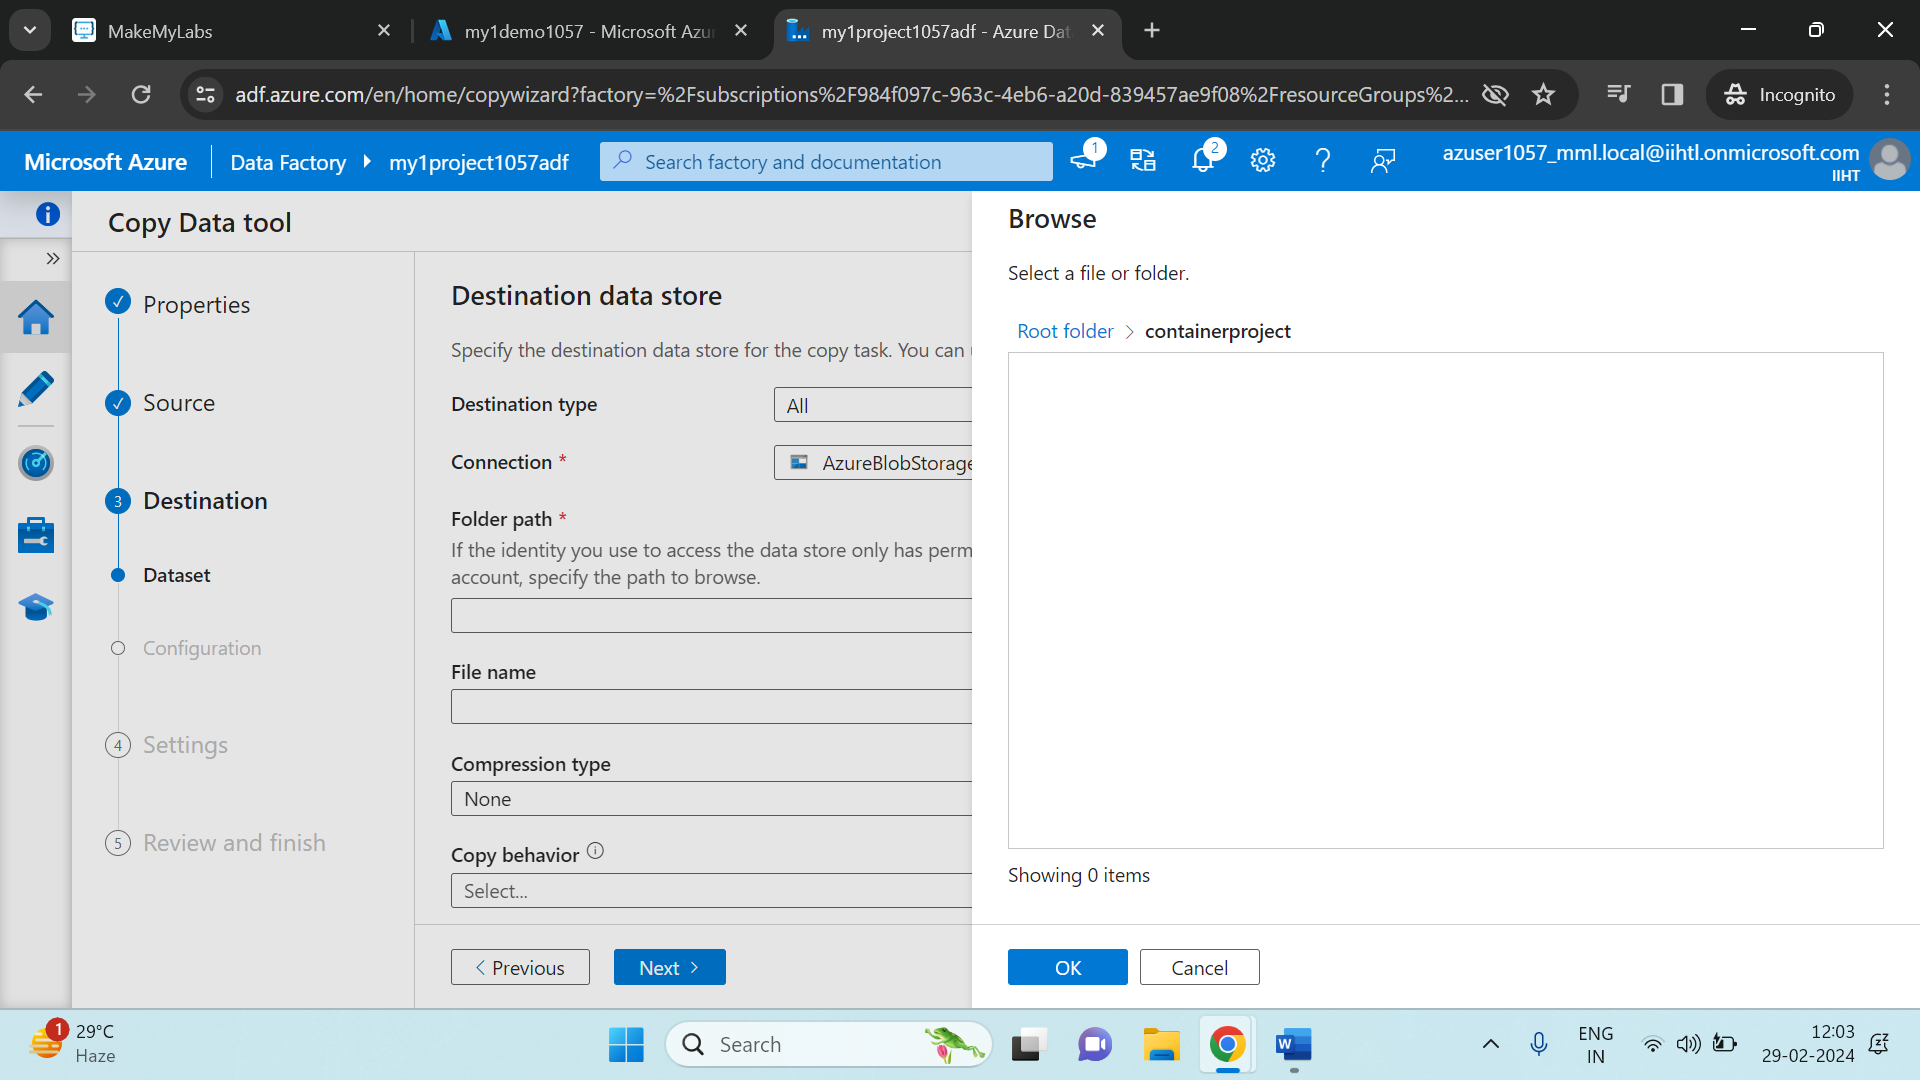 MakeMyLabs
my1demo1057 - Microsoft Azur
my1project1057adf - Azure Dat
adf.azure.com/en/home/copywizard?factory=%2Fsubscriptions%2F984f097c-963c-4eb6-a20d-839457ae9f08%2FresourceGroups%2...
Incognito
Microsoft Azure
Data Factory
my1project1057adf
Search factory and documentation
1
2
azuser1057_mml.local@iihtl.onmicrosoft.com
IIHT
Copy Data tool
Properties
Source
3 Destination
Dataset
Configuration
4 Settings
5 Review and finish
Destination data store
Specify the destination data store for the copy task. You can
Destination type
All
Connection *
AzureBlobStorage
Folder path *
If the identity you use to access the data store only has perm
account, specify the path to browse.
File name
Compression type
None
Copy behavior
Select...
Previous
Next
Browse
Select a file or folder.
Root folder > containerproject
Showing 0 items
OK
Cancel
1
29°C
Haze
Search
W
ENG
IN
12:03
29-02-2024